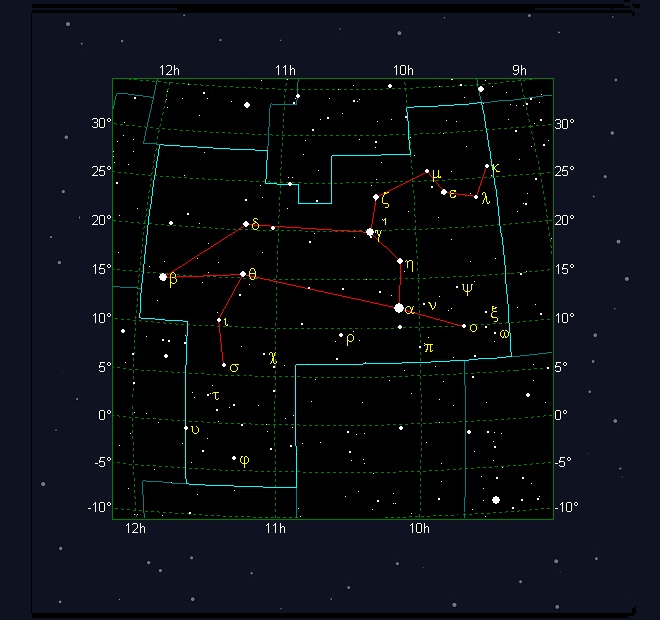 12h 11h 10h 9h
30° 30°
25° μ κ 25°
ζ ε λ
20° δ γ¹ 20°
η
15° β θ 15°
ψ
10° ι α ν ξ 10°
ρ ο ω
π
σ χ
5° 5°
τ
0° υ 0°
-5° φ -5°
-10° -10°
12h 11h 10h